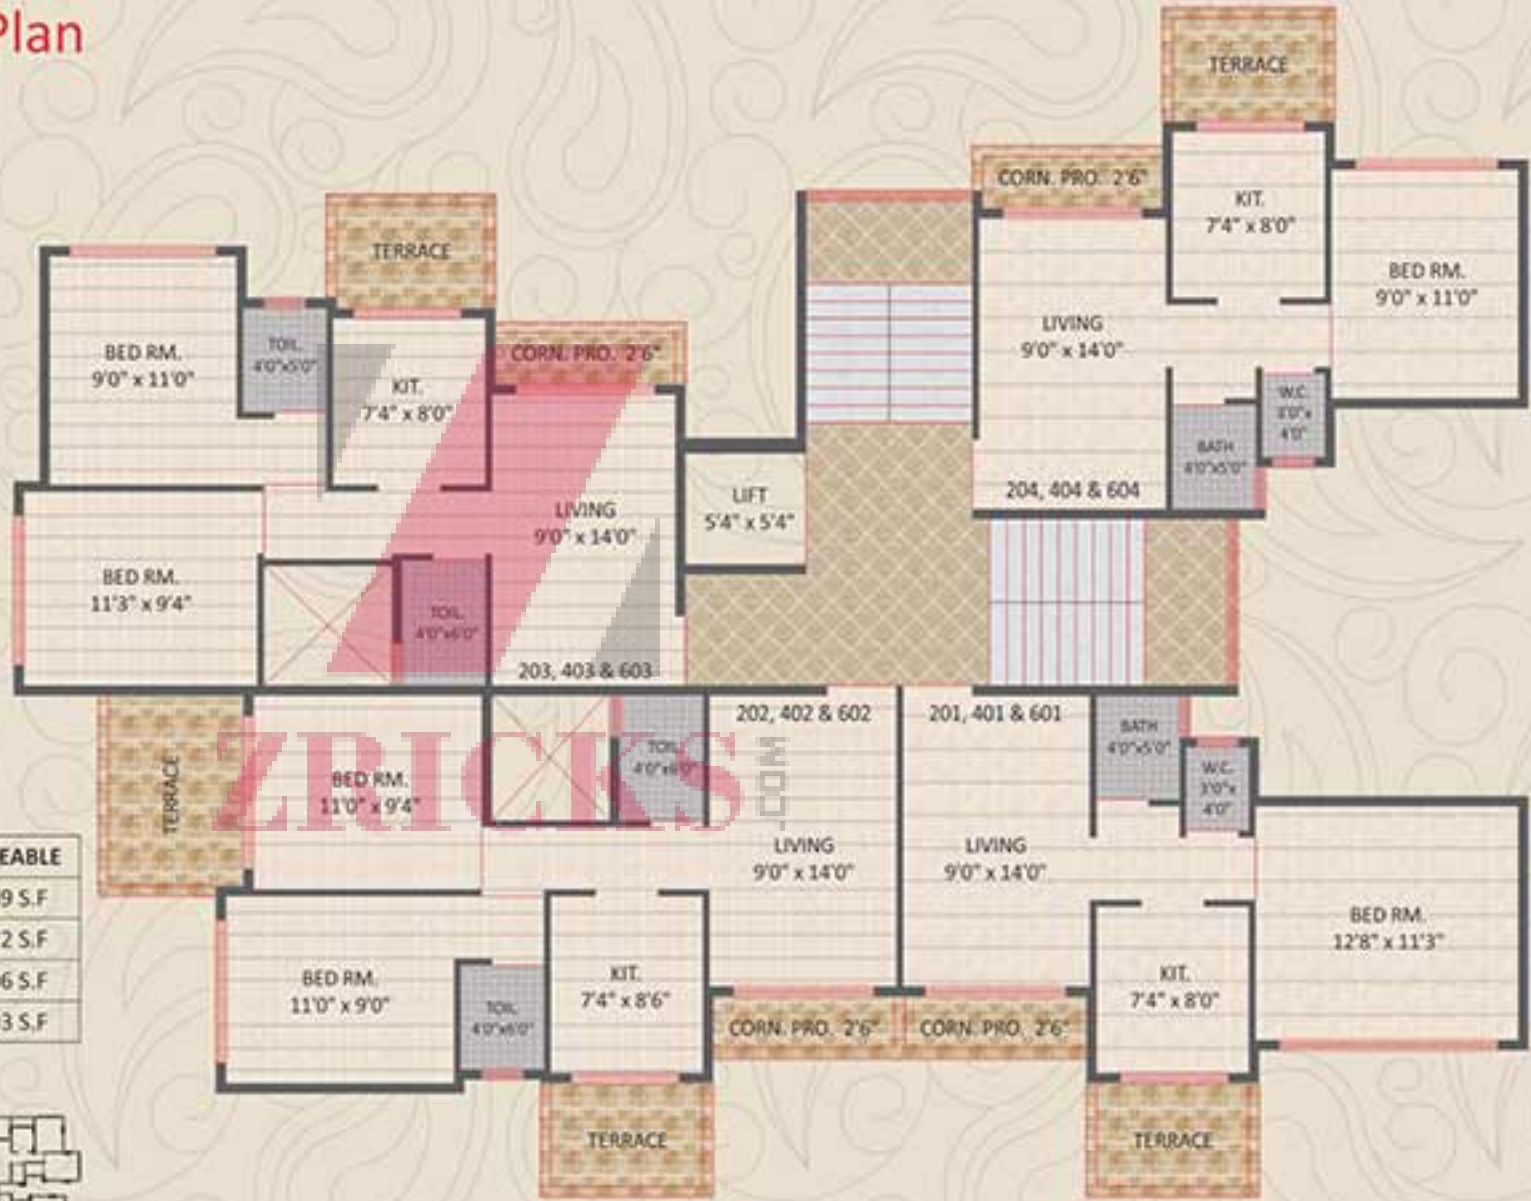 Plan
TERRACE
CORN. PRO. 2'6"
KIT.
7'4" x 8'0"
BED RM.
9'0" x 11'0"
LIVING
9'0" x 14'0"
W.C.
3'0"x
4'0"
BATH
4'0"x5'0"
204, 404 & 604
TERRACE
BED RM.
9'0" x 11'0"
TOIL.
4'0"x5'0"
KIT.
7'4" x 8'0"
CORN. PRO. 2'6"
LIVING
9'0" x 14'0"
LIFT
5'4" x 5'4"
BED RM.
11'3" x 9'4"
TOIL.
4'0"x6'0"
203, 403 & 603
TERRACE
BED RM.
11'0" x 9'4"
TOIL.
4'0"x6'0"
202, 402 & 602
LIVING
9'0" x 14'0"
BED RM.
11'0" x 9'0"
TOIL.
4'0"x6'0"
KIT.
7'4" x 8'6"
CORN. PRO. 2'6"
TERRACE
201, 401 & 601
BATH
4'0"x5'0"
W.C.
3'0"x
4'0"
LIVING
9'0" x 14'0"
BED RM.
12'8" x 11'3"
KIT.
7'4" x 8'0"
CORN. PRO. 2'6"
TERRACE
EABLE
9 S.F
2 S.F
6 S.F
3 S.F
ZRICKS
.COM